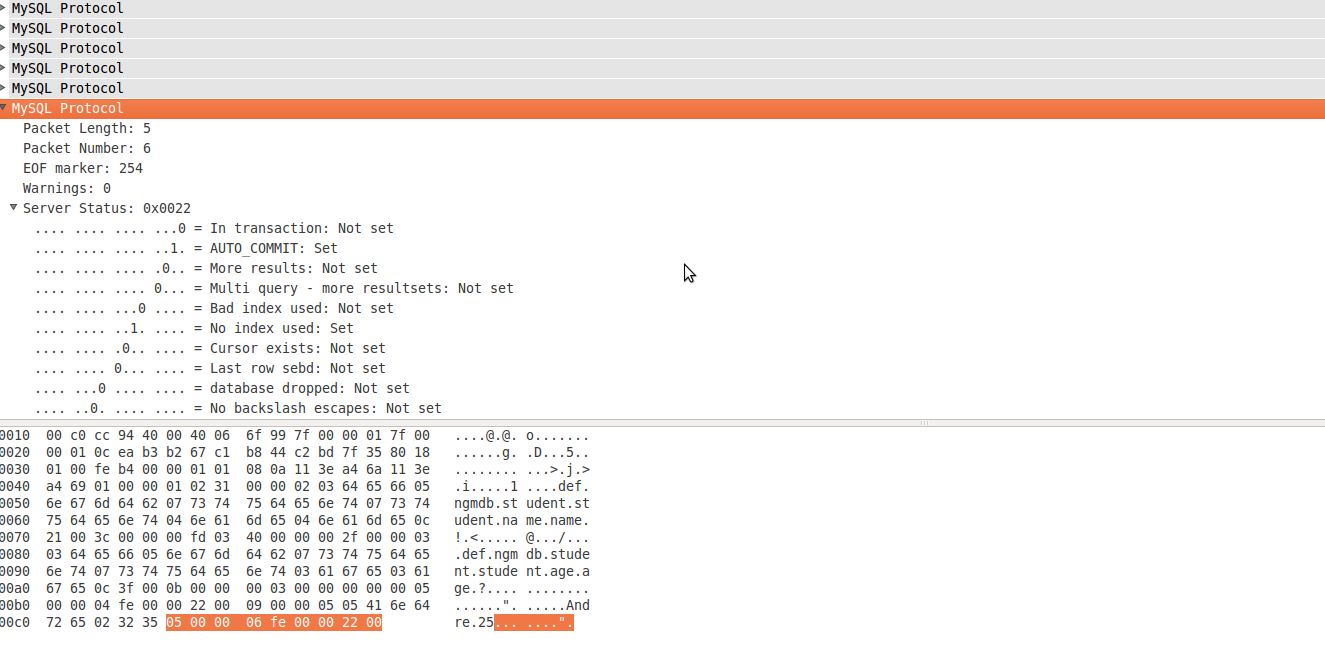 MySQL Protocol
MySQL Protocol
MySQL Protocol
MySQL Protocol
MySQL Protocol
MySQL Protocol
Packet Length: 5
Packet Number: 6
EOF marker: 254
Warnings: 0
Server Status: 0x0022
.... .... .... ...0 = In transaction: Not set
.... .... .... ..1. = AUTO_COMMIT: Set
.... .... .... .0.. = More results: Not set
.... .... .... 0... = Multi query - more resultsets: Not set
.... .... ...0 .... = Bad index used: Not set
.... .... ..1. .... = No index used: Set
.... .... .0.. .... = Cursor exists: Not set
.... .... 0... .... = Last row sebd: Not set
.... ...0 .... .... = database dropped: Not set
.... ..0. .... .... = No backslash escapes: Not set
0010 00 c0 cc 94 40 00 40 06 6f 99 7f 00 00 01 7f 00 ....@.@. o.......
0020 00 01 0c ea b3 b2 67 c1 b8 44 c2 bd 7f 35 80 18 ......g. .D...5..
0030 01 00 fe b4 00 00 01 01 08 0a 11 3e a4 6a 11 3e ........ ...>.j.>
0040 a4 69 01 00 00 01 02 31 00 00 02 03 64 65 66 05 .i.....1 ....def.
0050 6e 67 6d 64 62 07 73 74 75 64 65 6e 74 07 73 74 ngmdb.st udent.st
0060 75 64 65 6e 74 04 6e 61 6d 65 04 6e 61 6d 65 0c udent.na me.name.
0070 21 00 3c 00 00 00 fd 03 40 00 00 00 2f 00 00 03 !.<..... @.../...
0080 03 64 65 66 05 6e 67 6d 64 62 07 73 74 75 64 65 .def.ngm db.stude
0090 6e 74 07 73 74 75 64 65 6e 74 03 61 67 65 03 61 nt.stude nt.age.a
00a0 67 65 0c 3f 00 0b 00 00 00 03 00 00 00 00 00 05 ge.?.... ........
00b0 00 00 04 fe 00 00 22 00 09 00 00 05 05 41 6e 64 ......". .....And
00c0 72 65 02 32 35 05 00 00 06 fe 00 00 22 00 re.25... ....".